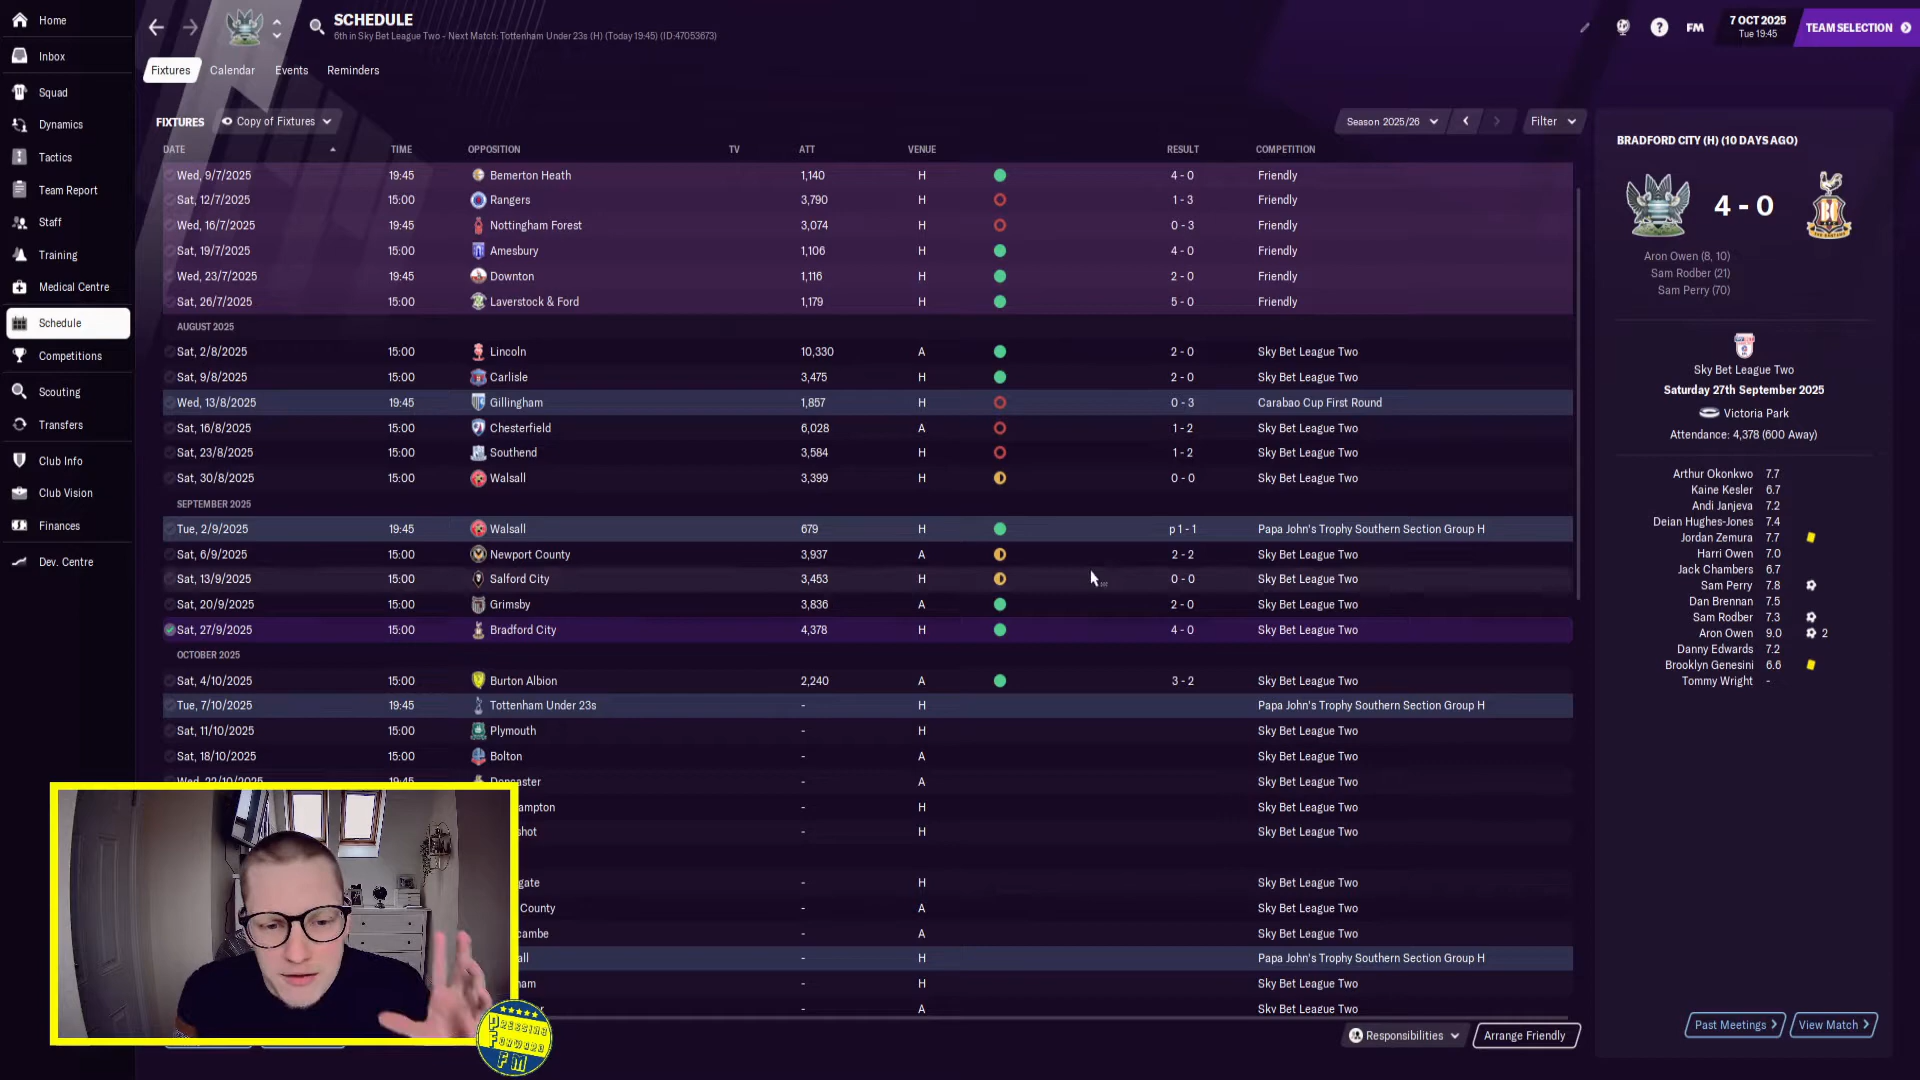 Home
SCHEDULE
6th in Sky Bet League Two - Next Match: Tottenham Under 23s (H) (Today 19:45) (ID:47053673)
FM
7 OCT 2025
Tue 19:45
TEAM SELECTION
Inbox
Squad
Dynamics
Tactics
Team Report
Staff
Training
Medical Centre
Schedule
Competitions
Scouting
Transfers
Club Info
Club Vision
Finances
Dev. Centre
Fixtures Calendar Events Reminders
FIXTURES Copy of Fixtures Season 2025/26 Filter
DATE TIME OPPOSITION TV ATT VENUE RESULT COMPETITION
Wed, 9/7/2025 19:45 Bemerton Heath 1,140 H 4 - 0 Friendly
Sat, 12/7/2025 15:00 Rangers 3,790 H 1 - 3 Friendly
Wed, 16/7/2025 19:45 Nottingham Forest 3,074 H 0 - 3 Friendly
Sat, 19/7/2025 15:00 Amesbury 1,106 H 4 - 0 Friendly
Wed, 23/7/2025 19:45 Downton 1,116 H 2 - 0 Friendly
Sat, 26/7/2025 15:00 Laverstock & Ford 1,179 H 5 - 0 Friendly
AUGUST 2025
Sat, 2/8/2025 15:00 Lincoln 10,330 A 2 - 0 Sky Bet League Two
Sat, 9/8/2025 15:00 Carlisle 3,475 H 2 - 0 Sky Bet League Two
Wed, 13/8/2025 19:45 Gillingham 1,857 H 0 - 3 Carabao Cup First Round
Sat, 16/8/2025 15:00 Chesterfield 6,028 A 1 - 2 Sky Bet League Two
Sat, 23/8/2025 15:00 Southend 3,584 H 1 - 2 Sky Bet League Two
Sat, 30/8/2025 15:00 Walsall 3,399 H 0 - 0 Sky Bet League Two
SEPTEMBER 2025
Tue, 2/9/2025 19:45 Walsall 679 H p 1 - 1 Papa John's Trophy Southern Section Group H
Sat, 6/9/2025 15:00 Newport County 3,937 A 2 - 2 Sky Bet League Two
Sat, 13/9/2025 15:00 Salford City 3,453 H 0 - 0 Sky Bet League Two
Sat, 20/9/2025 15:00 Grimsby 3,836 A 2 - 0 Sky Bet League Two
Sat, 27/9/2025 15:00 Bradford City 4,378 H 4 - 0 Sky Bet League Two
OCTOBER 2025
Sat, 4/10/2025 15:00 Burton Albion 2,240 A 3 - 2 Sky Bet League Two
Tue, 7/10/2025 19:45 Tottenham Under 23s - H Papa John's Trophy Southern Section Group H
Sat, 11/10/2025 15:00 Plymouth - H Sky Bet League Two
Sat, 18/10/2025 15:00 Bolton - A Sky Bet League Two
Wed, 22/10/2025 19:45 Doncaster - A Sky Bet League Two
ampton - H Sky Bet League Two
shot - H Sky Bet League Two
gate - H Sky Bet League Two
County - A Sky Bet League Two
cambe - A Sky Bet League Two
all - H Papa John's Trophy Southern Section Group H
am - H Sky Bet League Two
- A Sky Bet League Two
Responsibilities Arrange Friendly
PRESSING
FORWARD
FM
BRADFORD CITY (H) (10 DAYS AGO)
4 - 0
Aron Owen (8, 10)
Sam Rodber (21)
Sam Perry (70)
Sky Bet League Two
Saturday 27th September 2025
Victoria Park
Attendance: 4,378 (600 Away)
Arthur Okonkwo 7.7
Kaine Kesler 6.7
Andi Janjeva 7.2
Deian Hughes-Jones 7.4
Jordan Zemura 7.7
Harri Owen 7.0
Jack Chambers 6.7
Sam Perry 7.8
Dan Brennan 7.5
Sam Rodber 7.3
Aron Owen 9.0 2
Danny Edwards 7.2
Brooklyn Genesini 6.6
Tommy Wright -
Past Meetings View Match